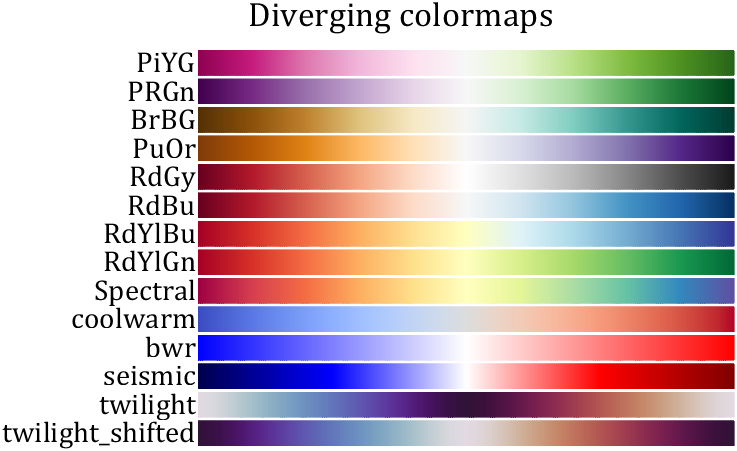 Diverging colormaps
PiYG
PRGn
BrBG
PuOr
RdGy
RdBu
RdYlBu
RdYlGn
Spectral
coolwarm
bwr
seismic
twilight
twilight_shifted